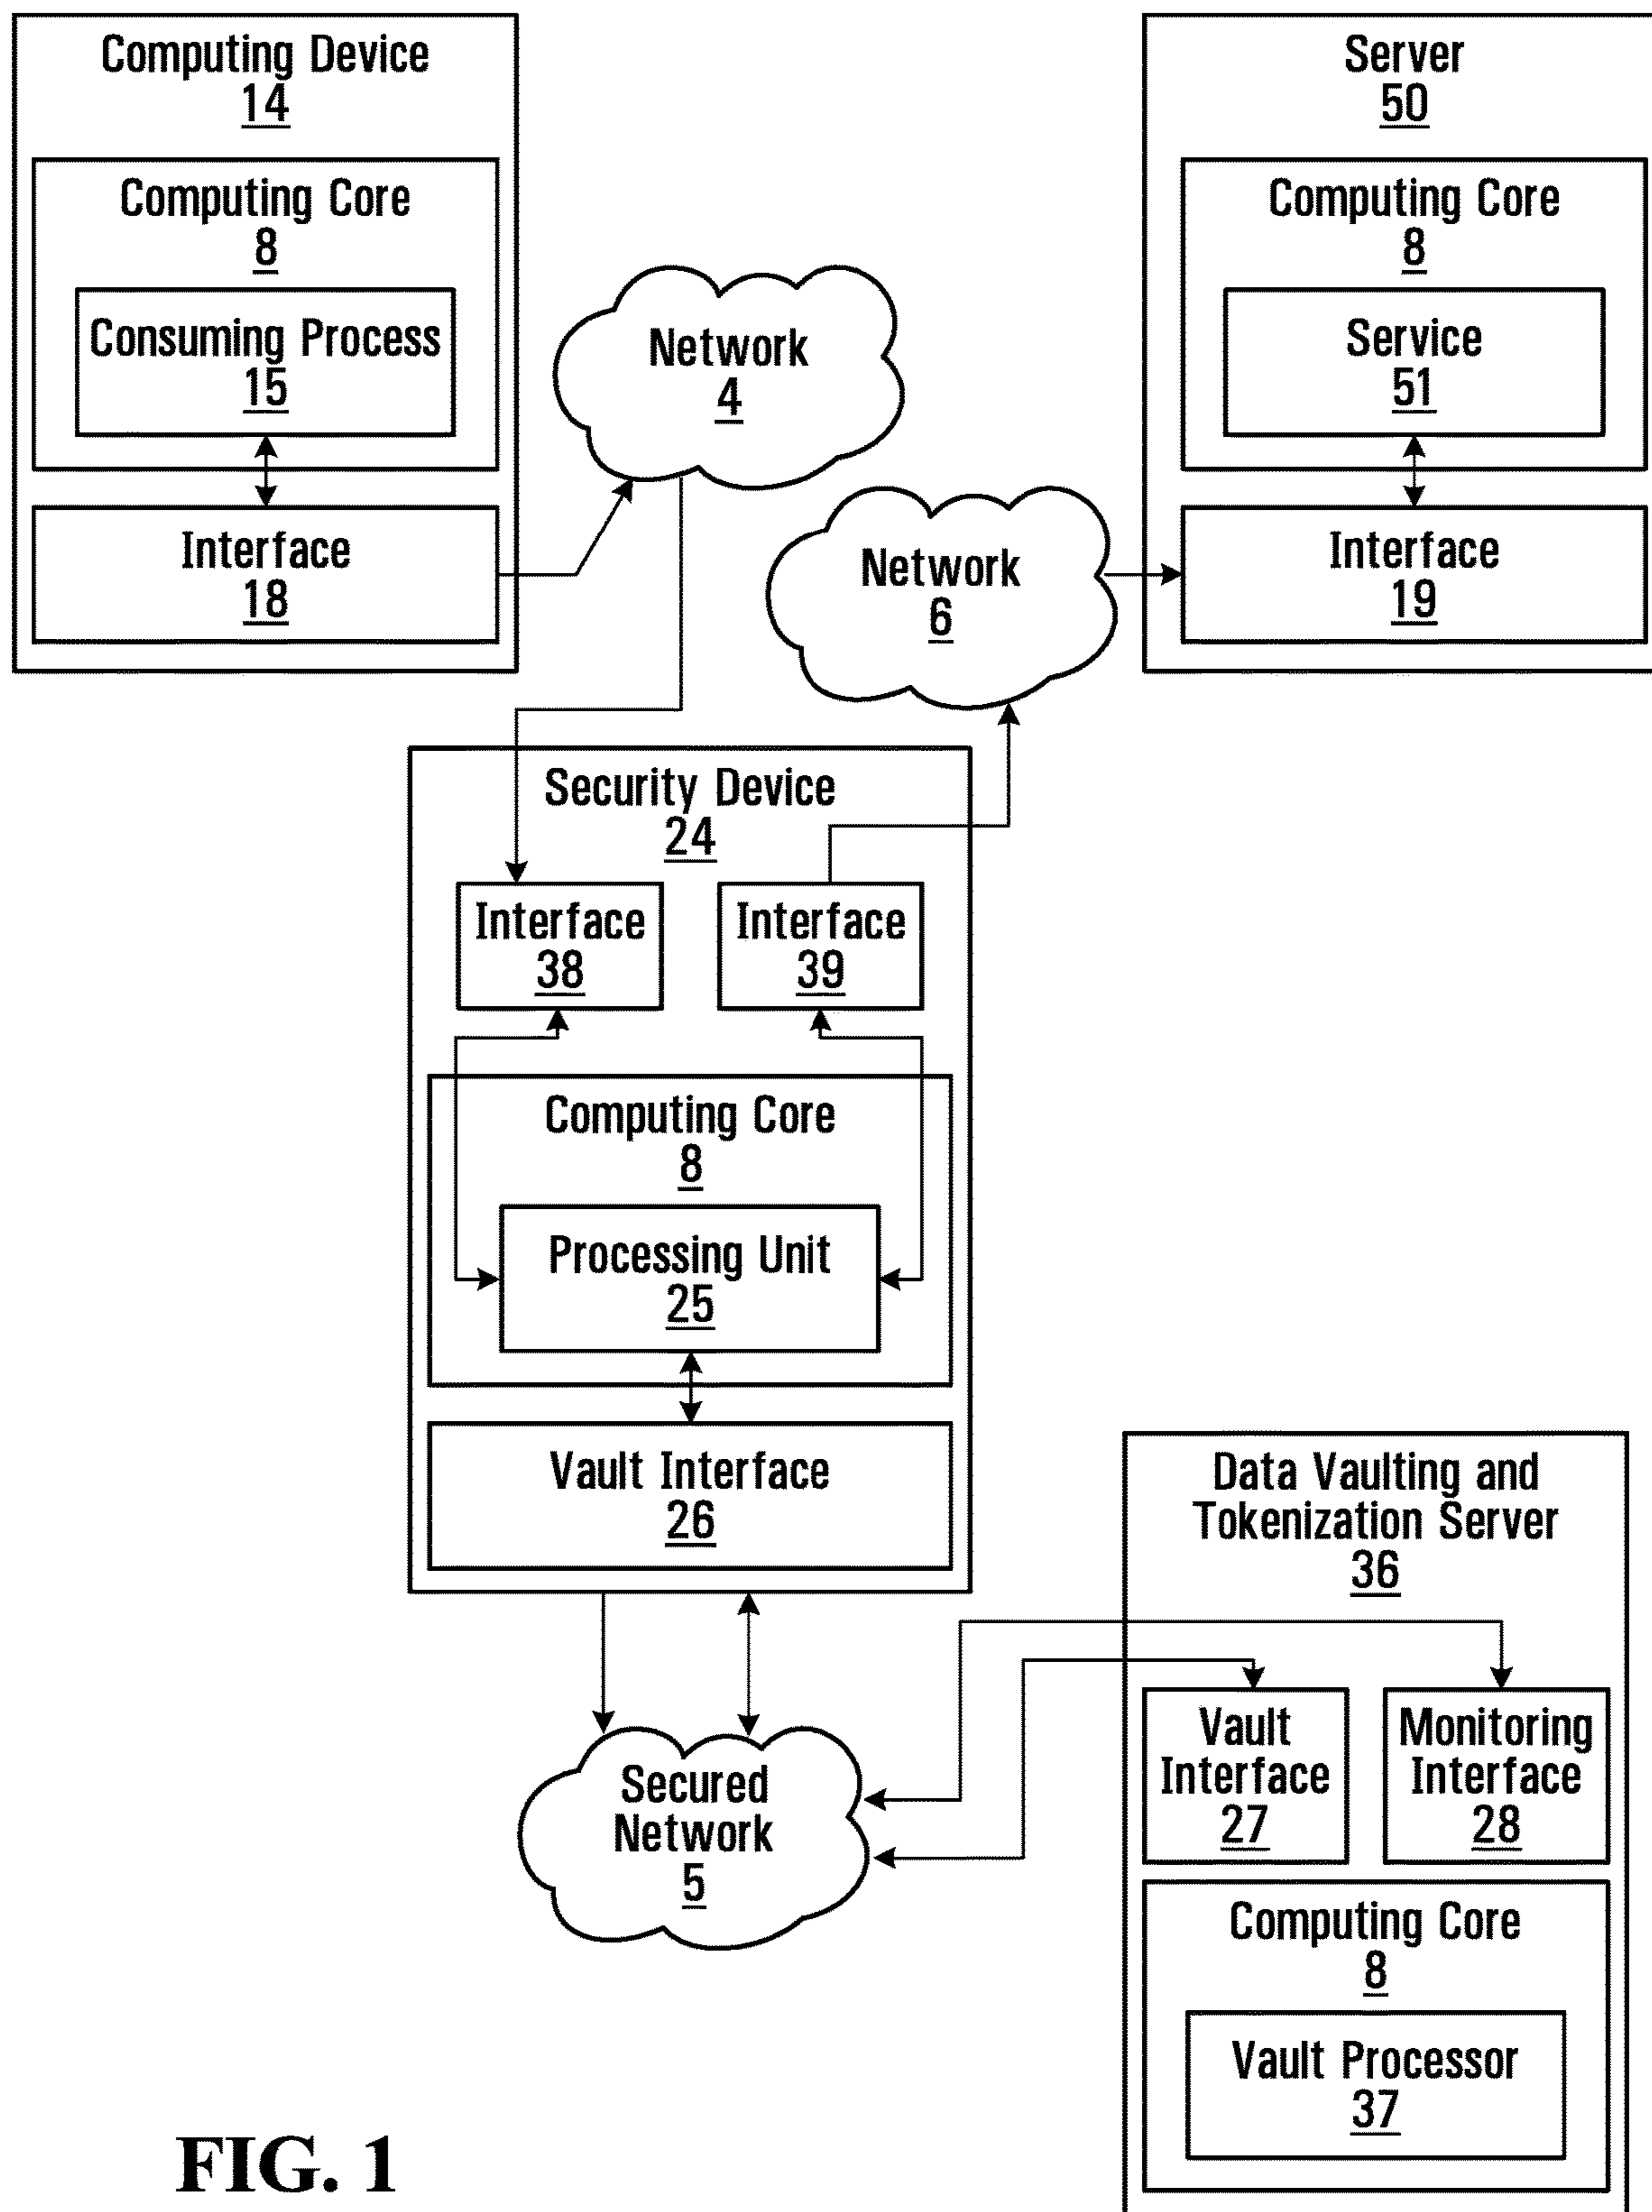 Computing Device
14
Computing Core
8
Consuming Process
15
Interface
18
Network
4
Network
6
Server
50
Computing Core
8
Service
51
Interface
19
Security Device
24
Interface
38
Interface
39
Computing Core
8
Processing Unit
25
Vault Interface
26
Secured
Network
5
Data Vaulting and
Tokenization Server
36
Vault
Interface
27
Monitoring
Interface
28
Computing Core
8
Vault Processor
37
FIG. 1